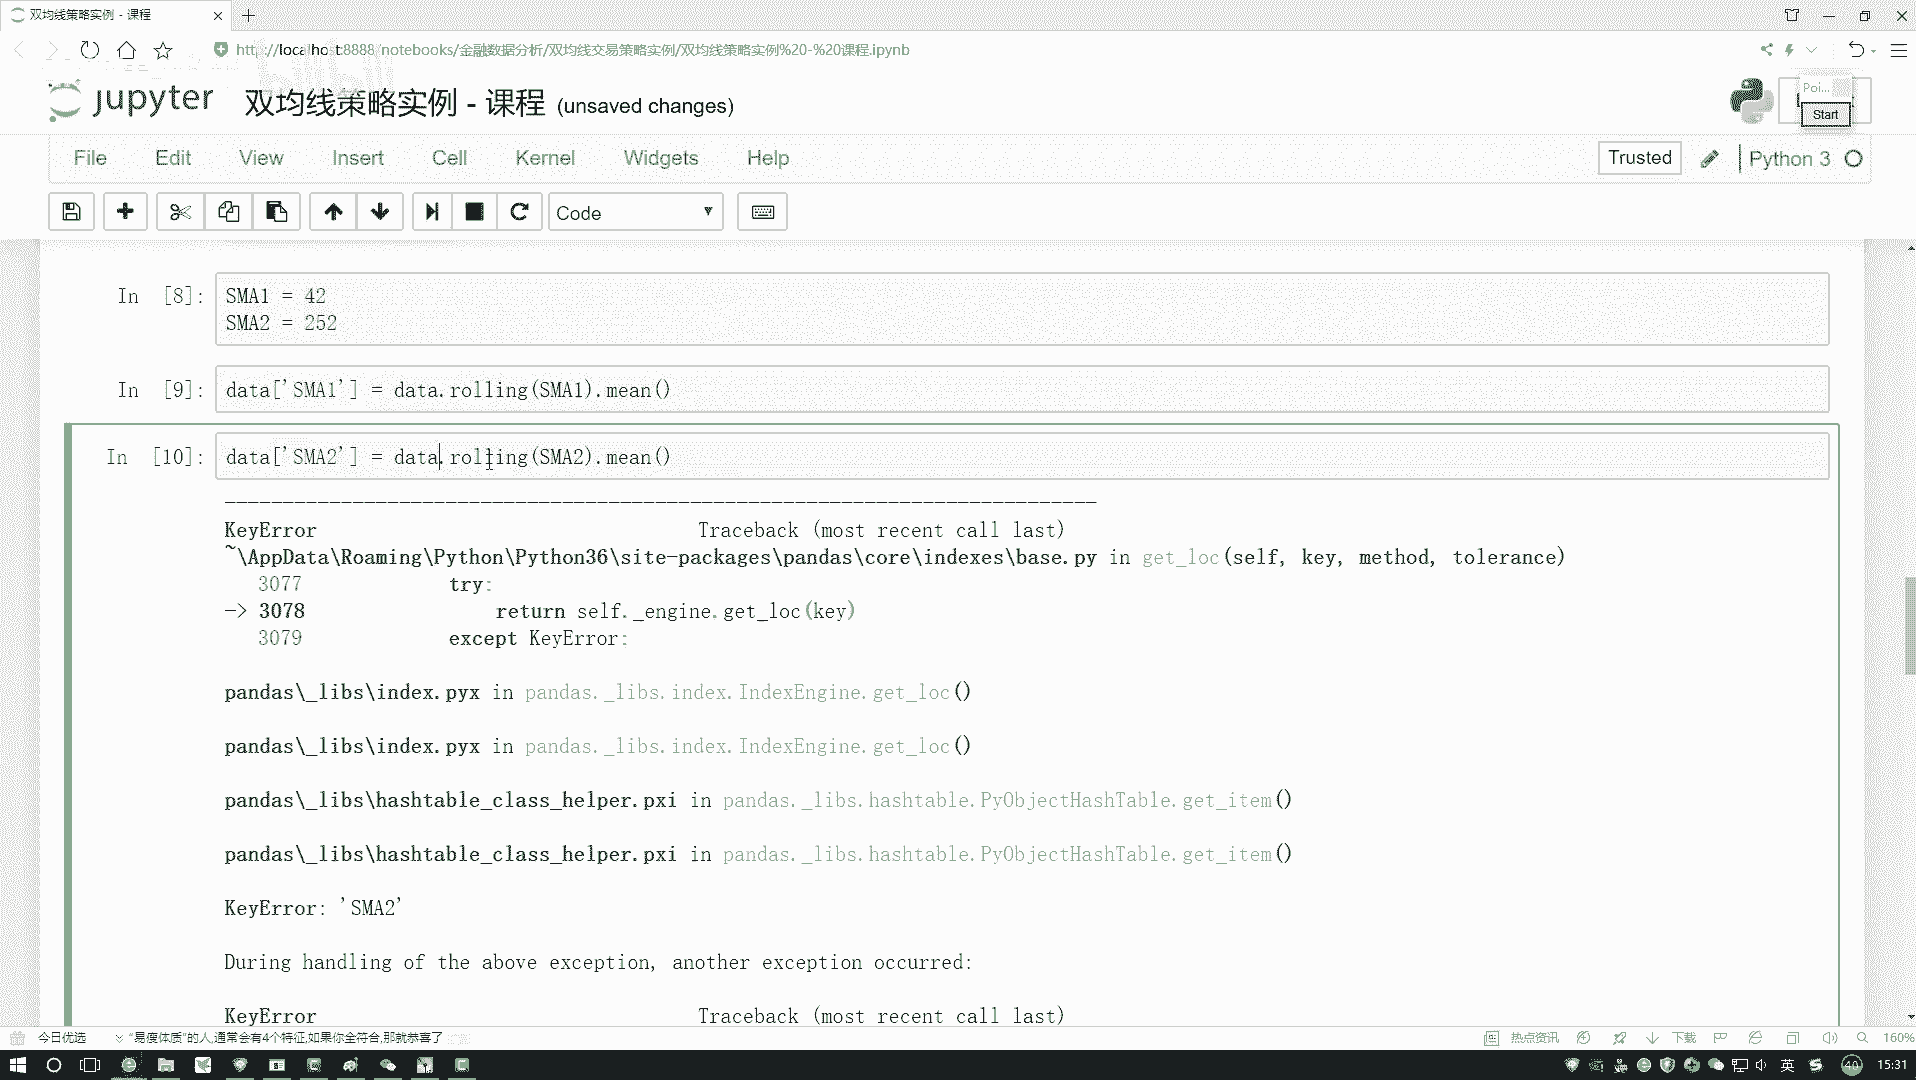 双均线策略实例 - 课程
http://localhost:8888/notebooks/金融数据分析/双均线交易策略实例/双均线策略实例%20-%20课程.ipynb
jupyter 双均线策略实例 - 课程 (unsaved changes)
Poi...
Start
File Edit View Insert Cell Kernel Widgets Help
Trusted Python 3
Code
In [8]: SMA1 = 42
SMA2 = 252
In [9]: data['SMA1'] = data.rolling(SMA1).mean()
In [10]: data['SMA2'] = data.rolling(SMA2).mean()
---------------------------------------------------------------------------
KeyError Traceback (most recent call last)
~\AppData\Roaming\Python\Python36\site-packages\pandas\core\indexes\base.py in get_loc(self, key, method, tolerance)
3077 try:
-> 3078 return self._engine.get_loc(key)
3079 except KeyError:
pandas\_libs\index.pyx in pandas._libs.index.IndexEngine.get_loc()
pandas\_libs\index.pyx in pandas._libs.index.IndexEngine.get_loc()
pandas\_libs\hashtable_class_helper.pxi in pandas._libs.hashtable.PyObjectHashTable.get_item()
pandas\_libs\hashtable_class_helper.pxi in pandas._libs.hashtable.PyObjectHashTable.get_item()
KeyError: 'SMA2'
During handling of the above exception, another exception occurred:
KeyError Traceback (most recent call last)
今日优选 “易瘦体质”的人,通常会有4个特征,如果你全符合,那就恭喜了
热点资讯 下载 160%
英 40 15:31